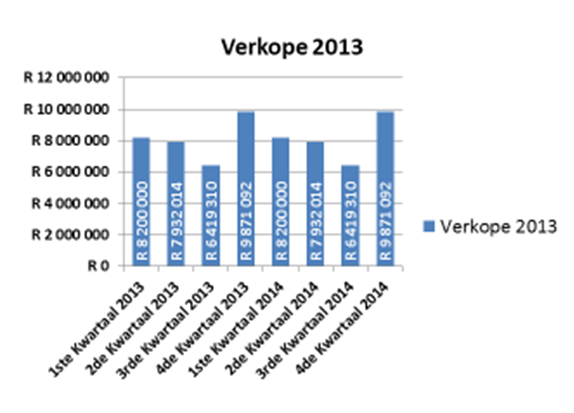 Verkope 2013
R 12 000 000
R 10 000 000
R 8 000 000
R 6 000 000
R 4 000 000
R 2 000 000
R 0
R 8 200 000
R 7 932 014
R 6 419 310
R 9 871 092
R 8 200 000
R 7 932 014
R 6 419 310
R 9 871 092
1ste Kwartaal 2013
2de Kwartaal 2013
3rde Kwartaal 2013
4de Kwartaal 2013
1ste Kwartaal 2014
2de Kwartaal 2014
3rde Kwartaal 2014
4de Kwartaal 2014
Verkope 2013